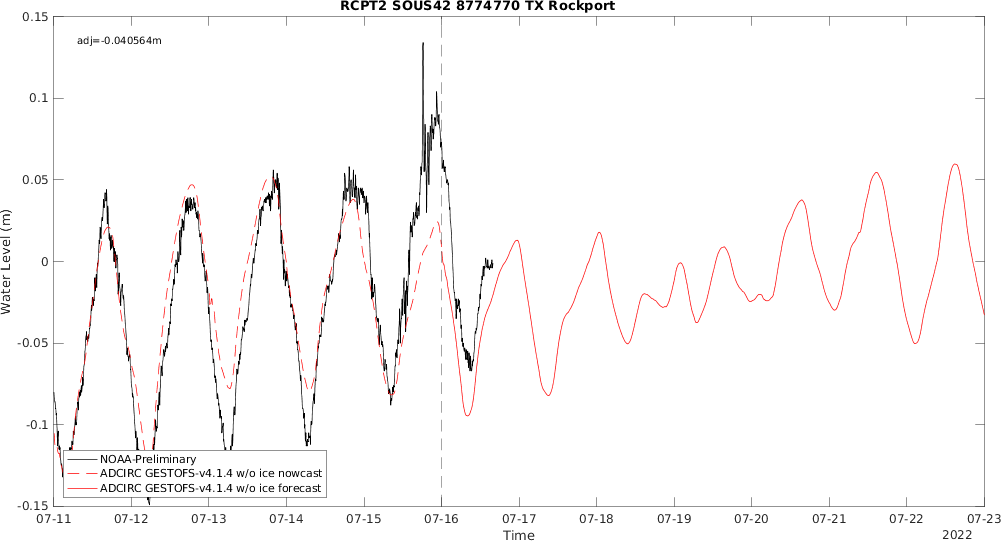 RCPT2 SOUS42 8774770 TX Rockport
adj=-0.040564m
Water Level (m)
0.15
0.1
0.05
0
-0.05
-0.1
-0.15
NOAA-Preliminary
ADCIRC GESTOFS-v4.1.4 w/o ice nowcast
ADCIRC GESTOFS-v4.1.4 w/o ice forecast
07-11 07-12 07-13 07-14 07-15 07-16 07-17 07-18 07-19 07-20 07-21 07-22 07-23
Time
2022